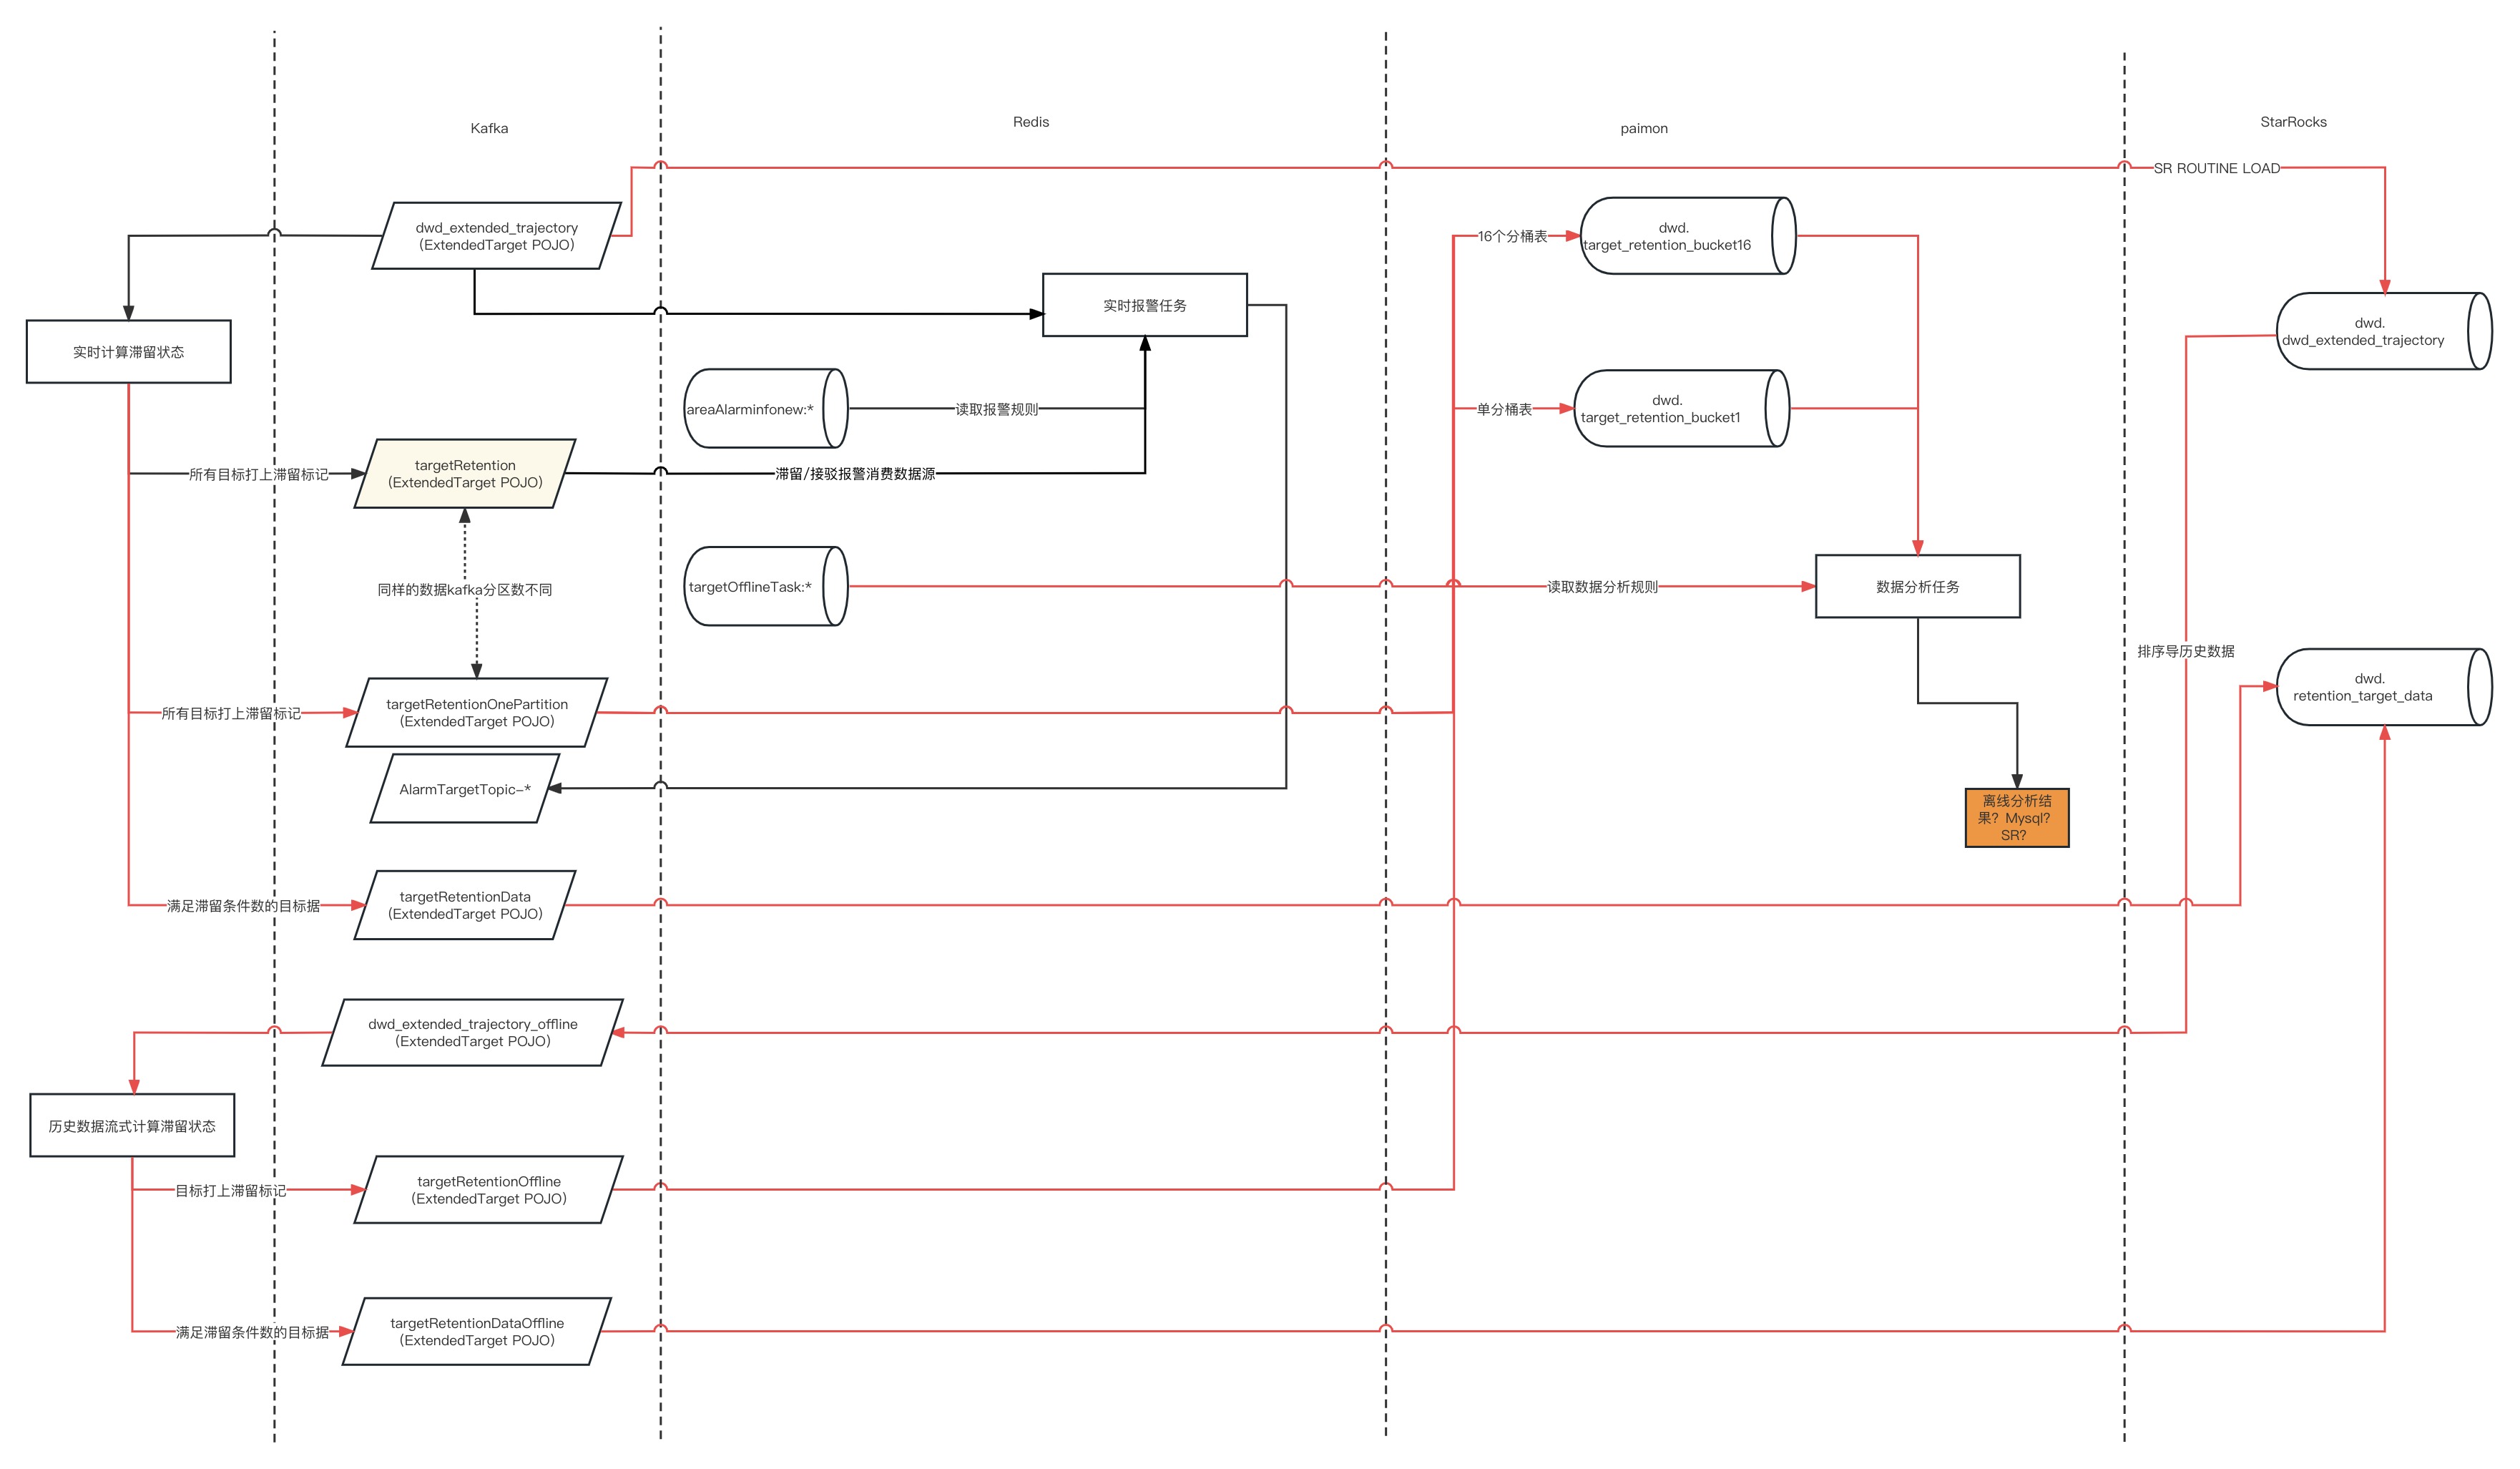 Kafka
Redis
paimon
StarRocks
SR ROUTINE LOAD
dwd_extended_trajectory
(ExtendedTarget POJO)
16个分桶表
dwd.
target_retention_bucket16
实时报警任务
dwd.
dwd_extended_trajectory
实时计算滞留状态
areaAlarminfonew:*
读取报警规则
单分桶表
dwd.
target_retention_bucket1
所有目标打上滞留标记
targetRetention
(ExtendedTarget POJO)
滞留/接驳报警消费数据源
同样的数据kafka分区数不同
targetOfflineTask:*
读取数据分析规则
数据分析任务
排序导历史数据
所有目标打上滞留标记
targetRetentionOnePartition
(ExtendedTarget POJO)
dwd.
retention_target_data
AlarmTargetTopic-*
离线分析结
果？Mysql？
SR？
满足滞留条件数的目标据
targetRetentionData
(ExtendedTarget POJO)
dwd_extended_trajectory_offline
(ExtendedTarget POJO)
历史数据流式计算滞留状态
目标打上滞留标记
targetRetentionOffline
(ExtendedTarget POJO)
满足滞留条件数的目标据
targetRetentionDataOffline
(ExtendedTarget POJO)